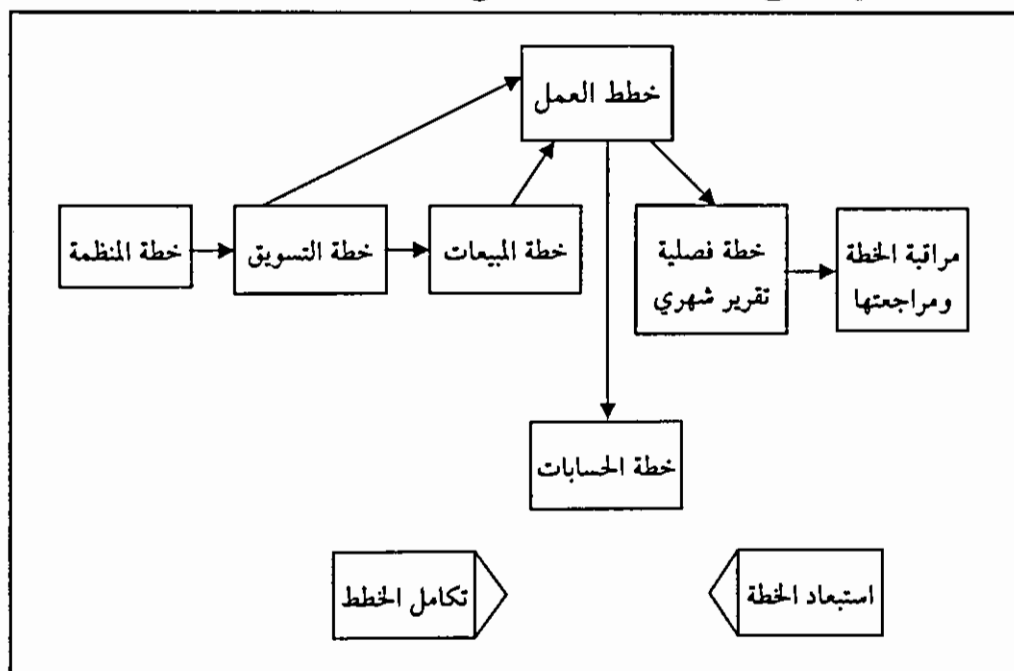 خطط العمل
خطة المنظمة
خطة التسويق
خطة المبيعات
خطة فصلية
تقرير شهري
مراقبة الخطة
ومراجعتها
خطة الحسابات
تكامل الخطط
استبعاد الخطة